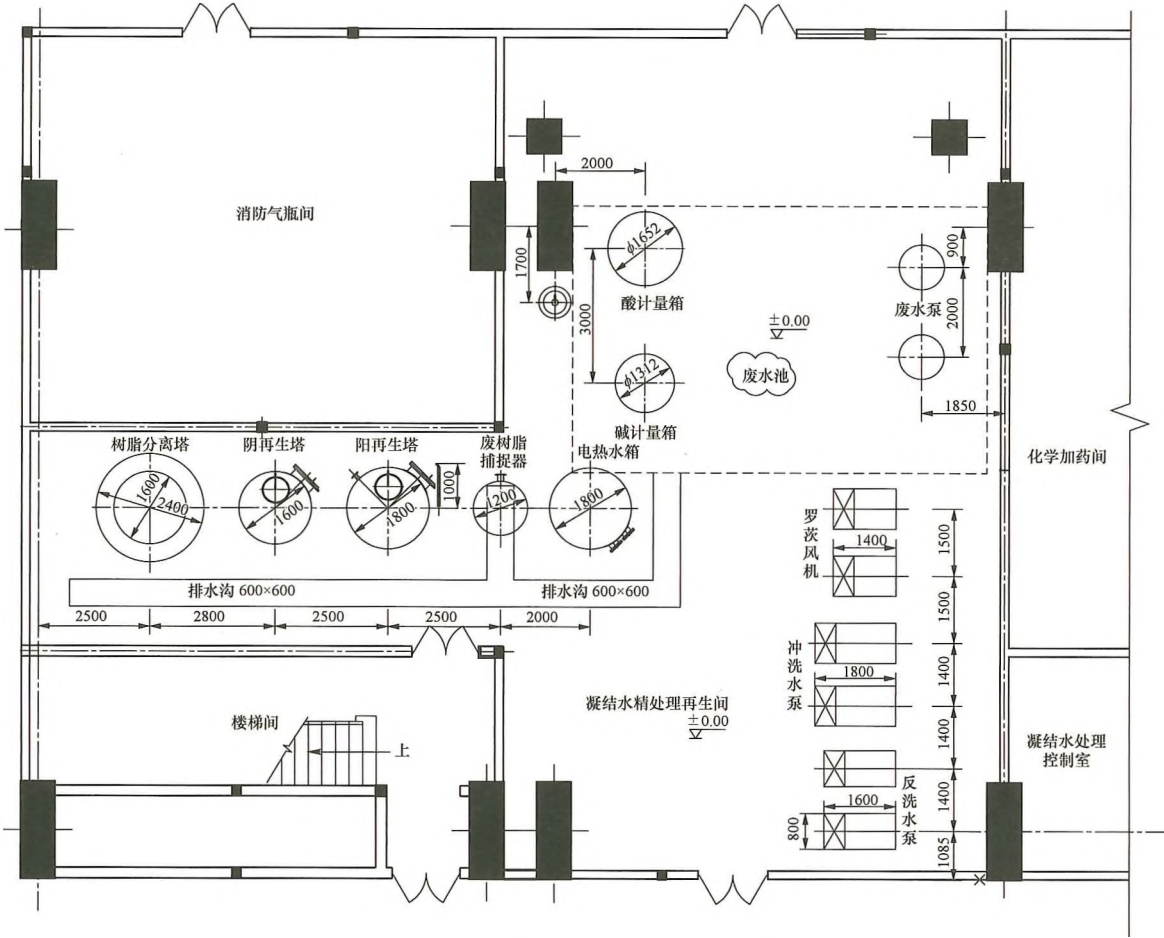 2000
消防气瓶间
φ1652
900
1700
酸计量箱
废水泵
3000
2000
±0.00
φ1312
废水池
碱计量箱
1850
树脂分离塔
阴再生塔
阳再生塔
废树脂
捕捉器
电热水箱
化学加药间
1600
2400
1600
1800
1000
1200
1800
罗茨风机
1400
1500
排水沟 600×600
排水沟 600×600
1500
2500
2800
2500
2500
2000
冲洗水泵
1800
1400
楼梯间
上
凝结水精处理再生间
±0.00
1400
凝结水处理
控制室
1400
反洗水泵
1600
800
1085